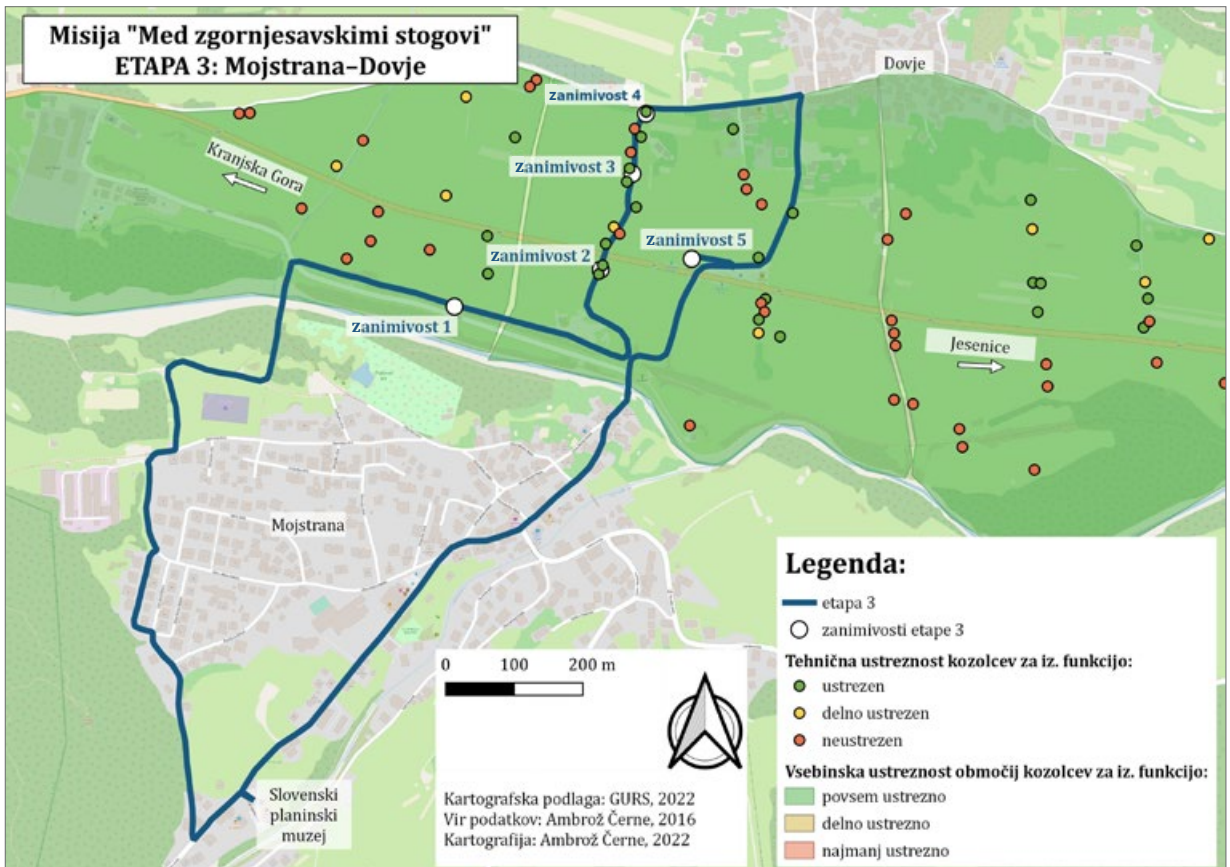 Misija "Med zgornjesavskimi stogovi"
ETAPA 3: Mojstrana–Dovje
Dovje
zanimivost 4
Kranjska Gora
zanimivost 3
zanimivost 5
zanimivost 2
zanimivost 1
Jesenice
Mojstrana
Slovenski
planinski
muzej
0 100 200 m
Kartografska podlaga: GURS, 2022
Vir podatkov: Ambrož Černe, 2016
Kartografija: Ambrož Černe, 2022
Legenda:
etapa 3
zanimivosti etape 3
Tehnična ustreznost kozolcev za iz. funkcijo:
ustrezen
delno ustrezen
neustrezen
Vsebinska ustreznost območij kozolcev za iz. funkcijo:
povsem ustrezno
delno ustrezno
najmanj ustrezno